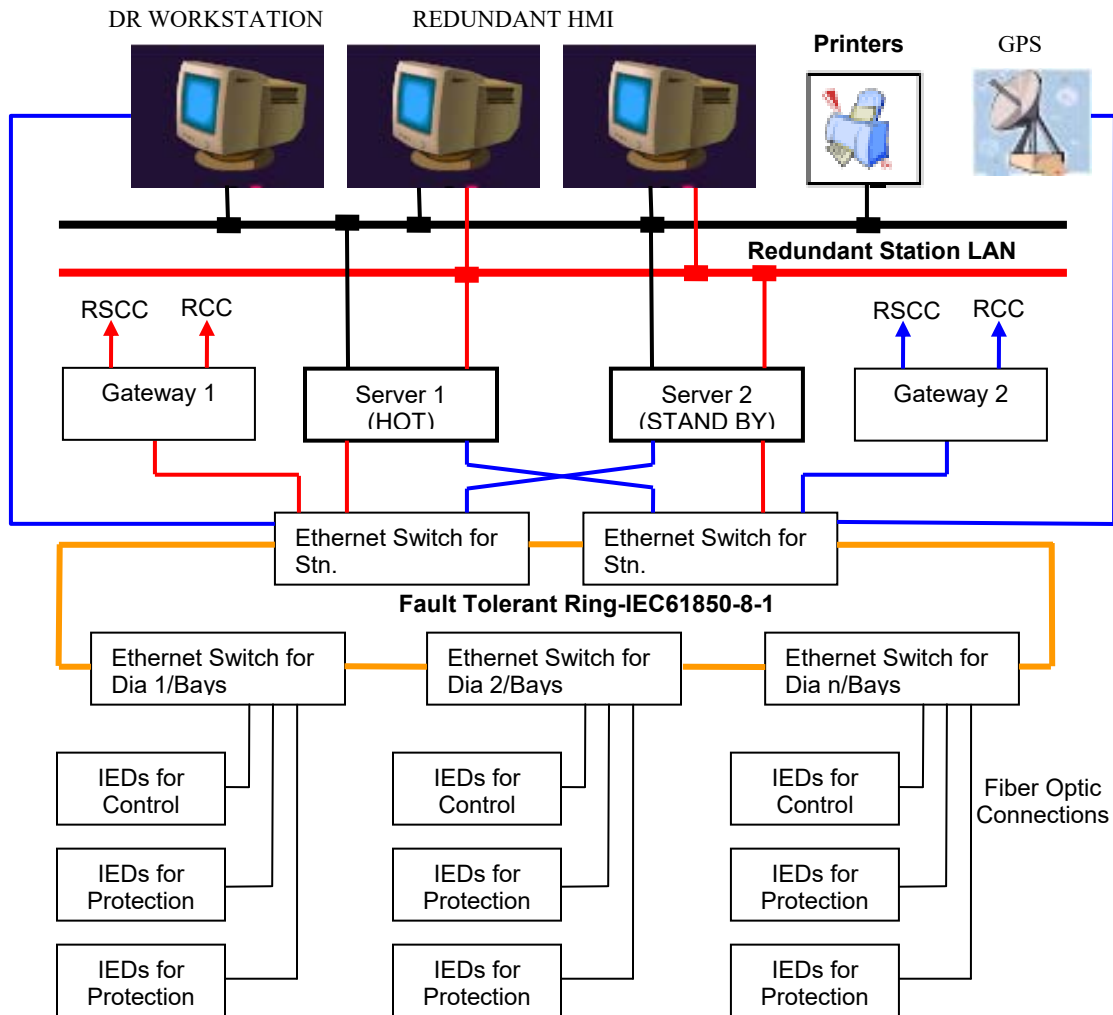 DR WORKSTATION
REDUNDANT HMI
Printers
GPS
Redundant Station LAN
RSCC
RCC
RSCC
RCC
Gateway 1
Server 1
(HOT)
Server 2
(STAND BY)
Gateway 2
Ethernet Switch for
Stn.
Ethernet Switch for
Stn.
Fault Tolerant Ring-IEC61850-8-1
Ethernet Switch for
Dia 1/Bays
Ethernet Switch for
Dia 2/Bays
Ethernet Switch for
Dia n/Bays
IEDs for
Control
IEDs for
Control
IEDs for
Control
Fiber Optic
Connections
IEDs for
Protection
IEDs for
Protection
IEDs for
Protection
IEDs for
Protection
IEDs for
Protection
IEDs for
Protection